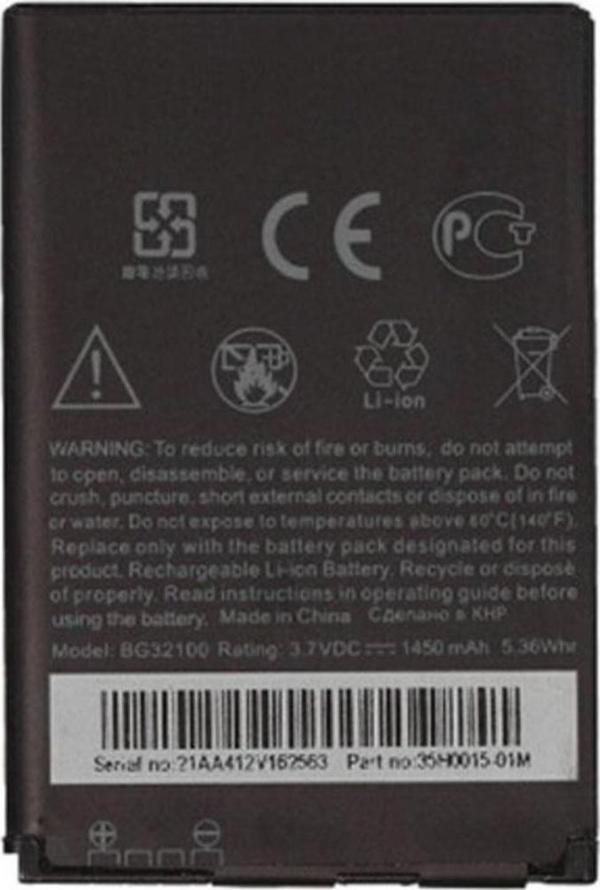 CE PCT
Li-ion
WARNING: To reduce risk of fire or burns, do not attempt
to open, disassemble, or service the battery pack. Do not
crush, puncture, short external contacts or dispose of in fire
or water. Do not expose to temperatures above 60°C(140°F).
Replace only with the battery pack designated for this
product. Rechargeable Li-ion Battery. Recycle or dispose
of properly. Read instructions in operating guide before
using the battery. Made in China Сделано в КНР
Model: BG32100 Rating: 3.7VDC⎓ 1450 mAh 5.36Whr
Serial no:21AA412V162563 Part no:35H0015-01M